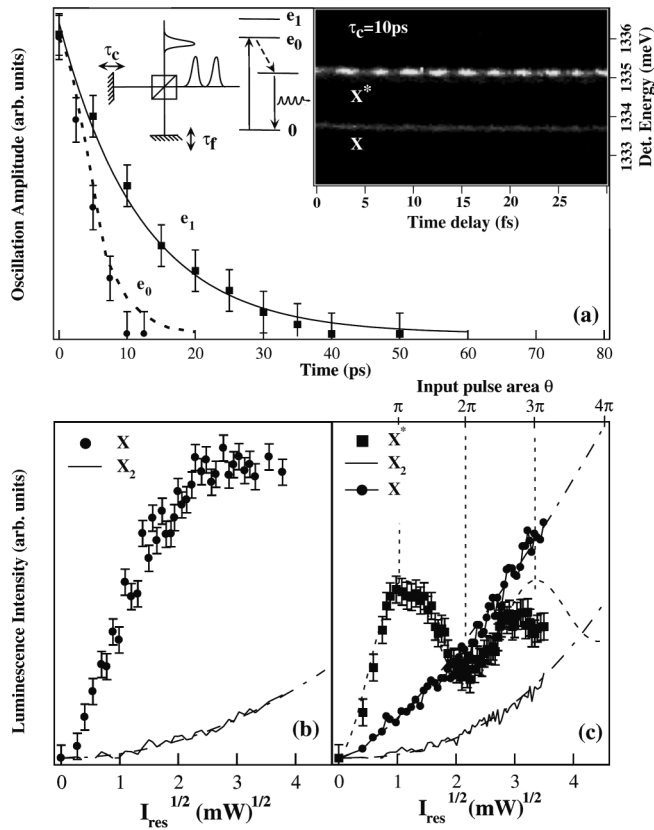 Oscillation Amplitude (arb. units)
τc
τf
e1
e0
0
τc=10ps
X*
X
1336
1335
1334
1333
Det. Energy (meV)
0 5 10 15 20 25
Time delay (fs)
e1
e0
(a)
0 10 20 30 40 50 60 70 80
Time (ps)
Input pulse area θ
π 2π 3π 4π
Luminescence Intensity (arb. units)
X
X2
(b)
0 1 2 3 4
Ires1/2 (mW)1/2
X*
X2
X
(c)
0 1 2 3 4
Ires1/2 (mW)1/2